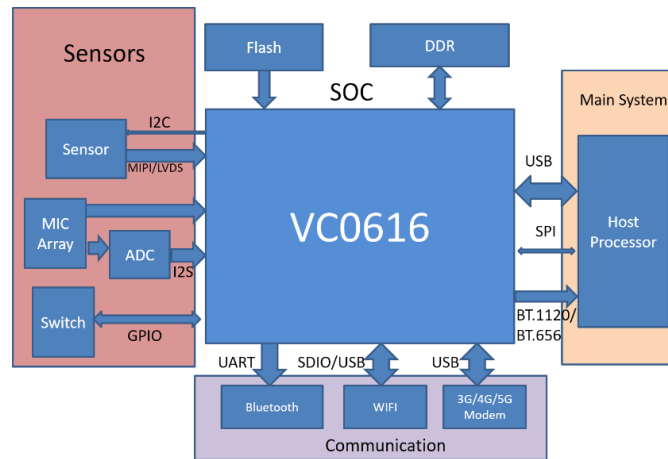 Sensors
Flash
DDR
SOC
Main System
I2C
Sensor
MIPI/LVDS
USB
MIC
Array
VC0616
Host
Processor
ADC
SPI
I2S
Switch
GPIO
BT.1120/
BT.656
UART
SDIO/USB
USB
Bluetooth
WIFI
3G/4G/5G
Modem
Communication